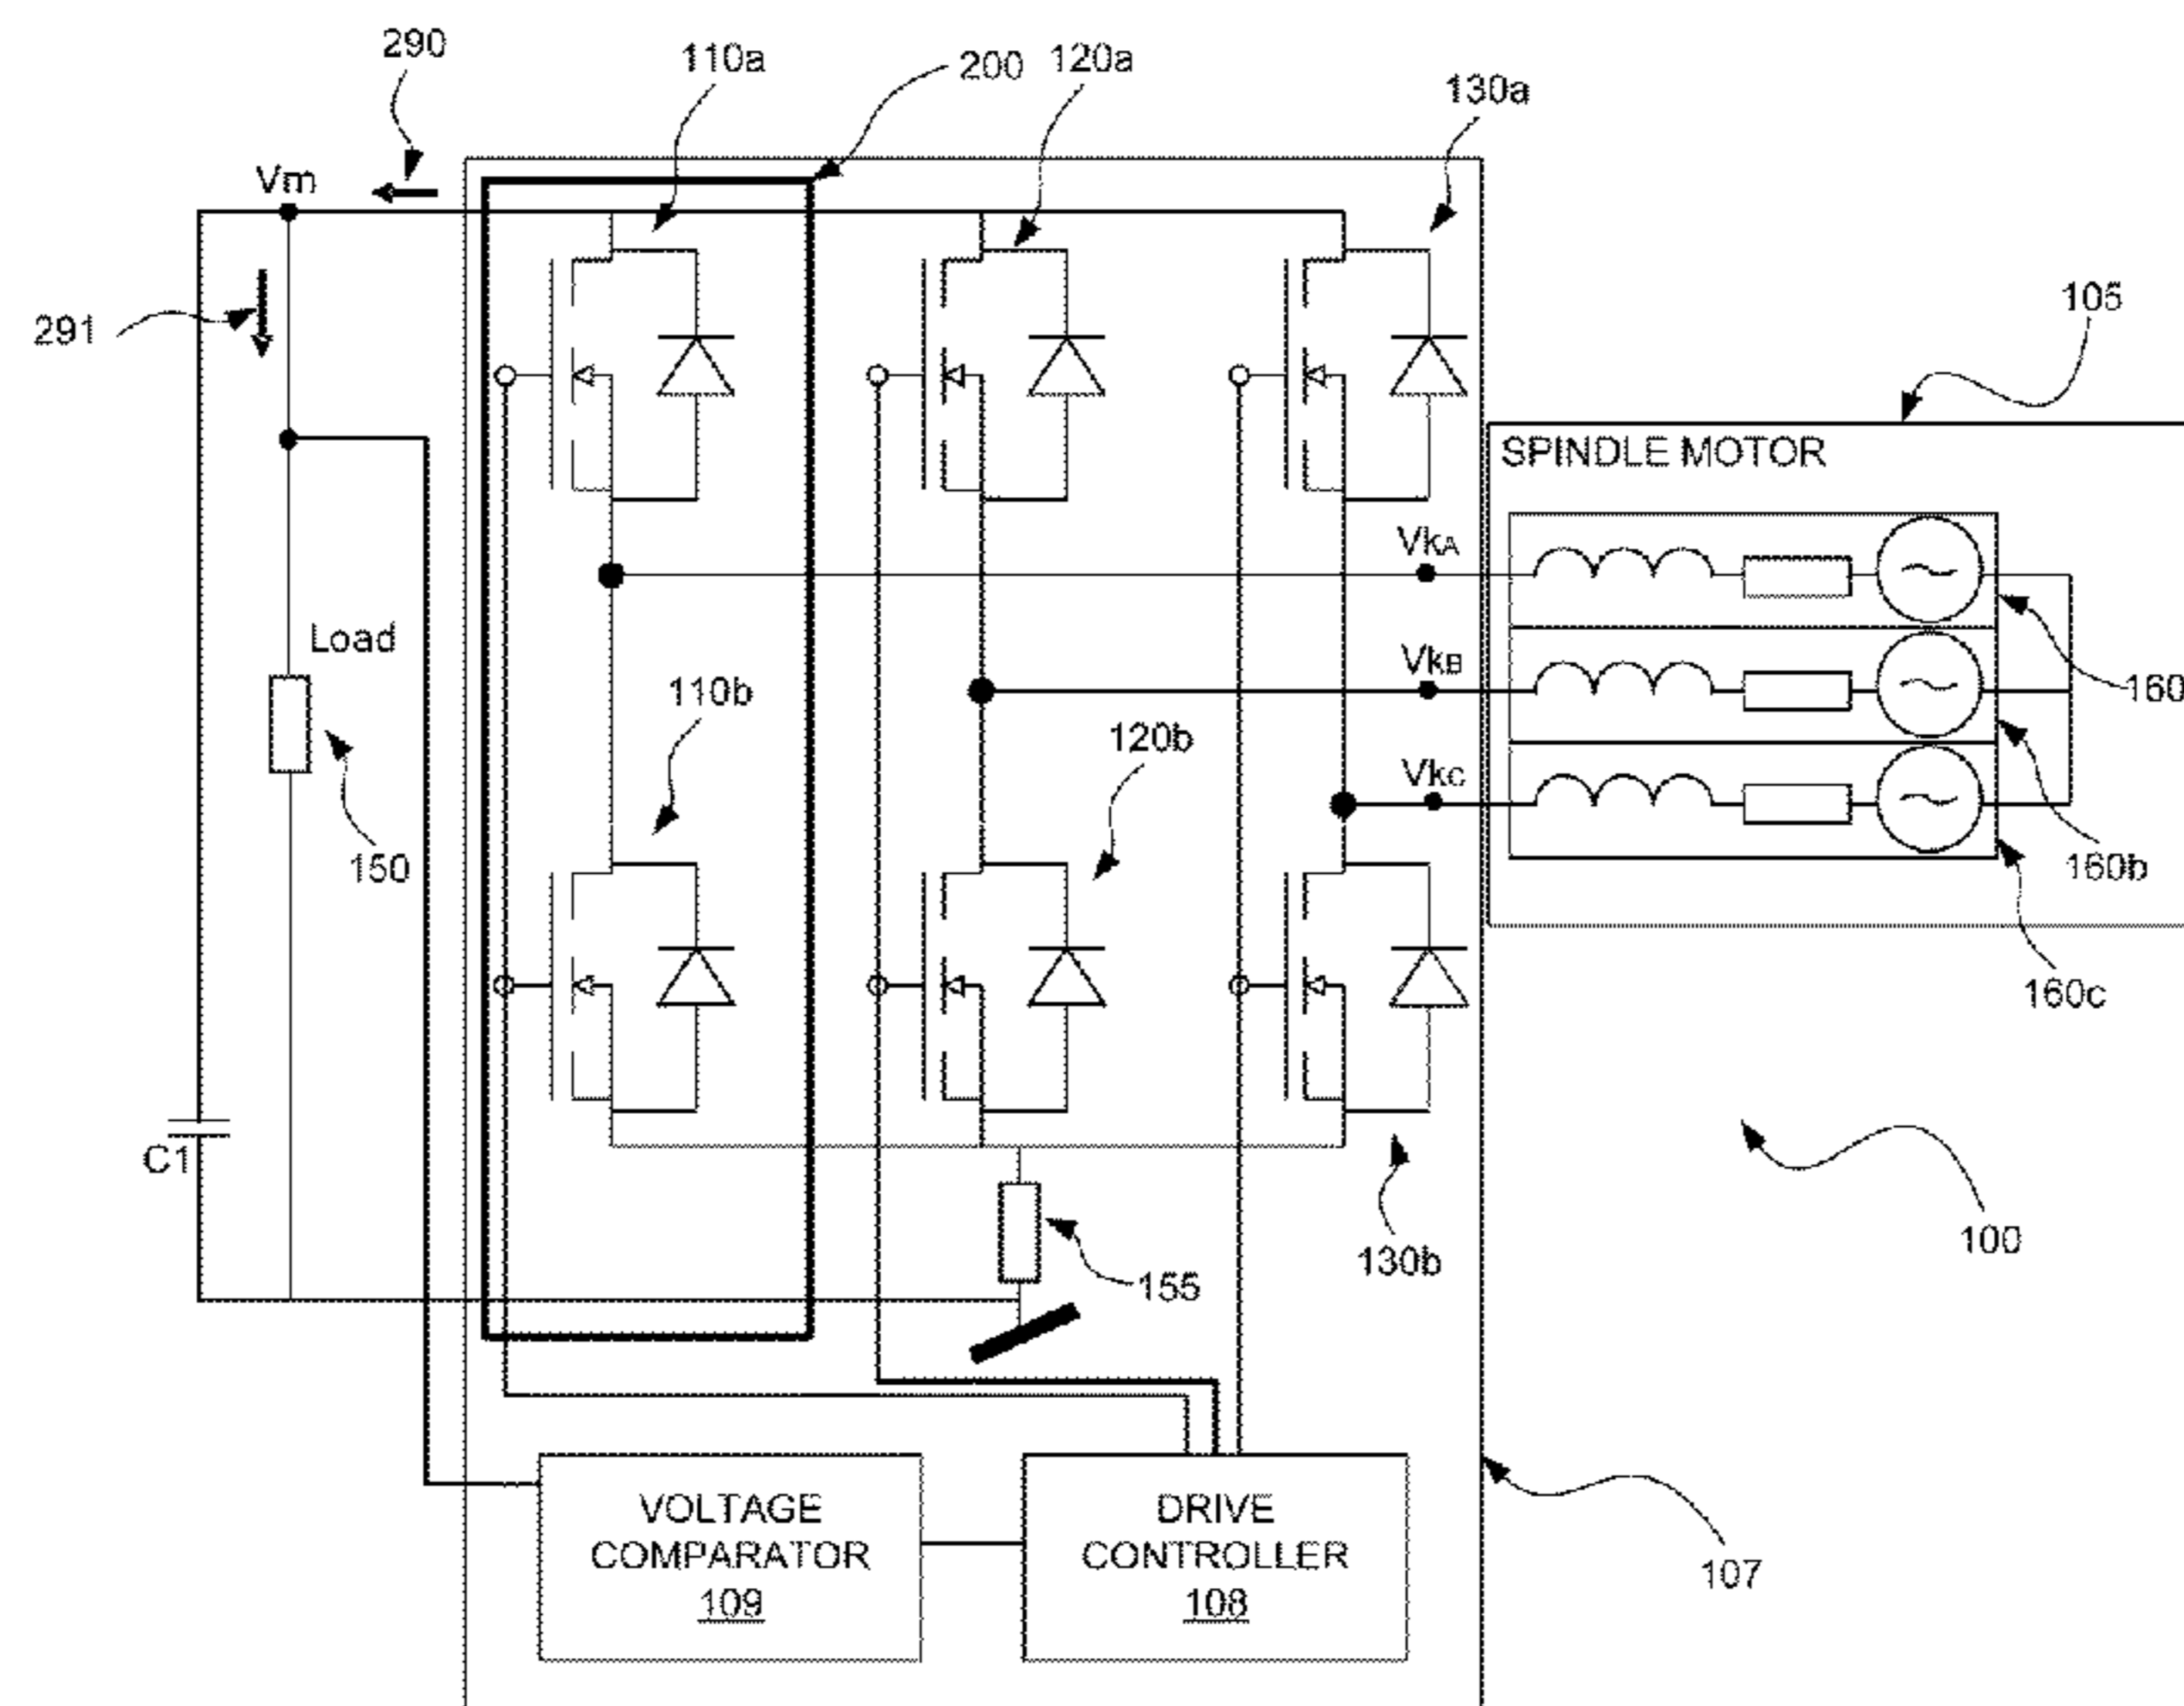 290
110a
200
120a
130a
Vm
291
105
SPINDLE MOTOR
VkA
Load
VkB
160
110b
120b
VkC
150
160b
160c
C1
100
130b
155
VOLTAGE
COMPARATOR
109
DRIVE
CONTROLLER
108
107